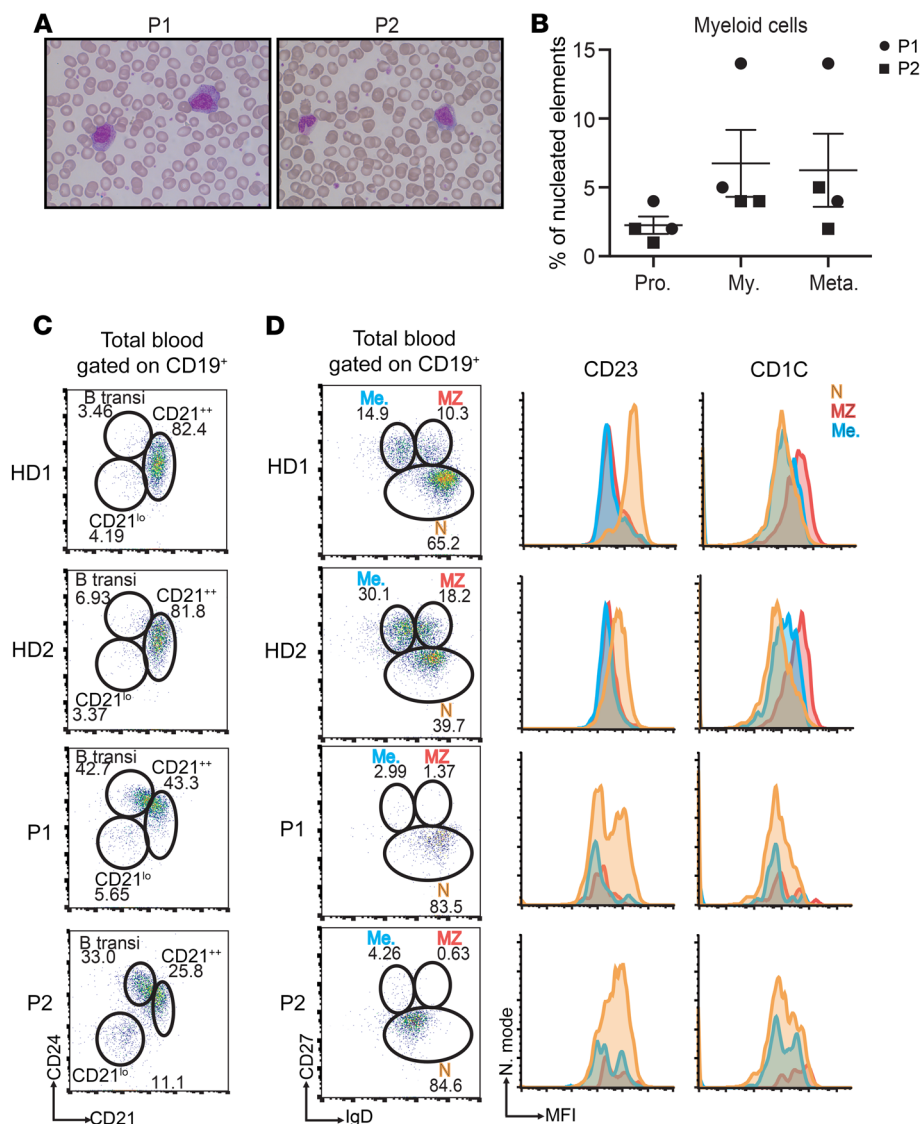 A
P1
P2
B
Myeloid cells
P1
P2
% of nucleated elements
15
10
5
0
Pro.
My.
Meta.
C
Total blood
gated on CD19+
HD1
B transi
3.46
CD21++
82.4
CD21lo
4.19
HD2
B transi
6.93
CD21++
81.8
CD21lo
3.37
P1
B transi
42.7
CD21++
43.3
CD21lo
5.65
P2
B transi
33.0
CD21++
25.8
CD21lo
11.1
CD24
CD21
D
Total blood
gated on CD19+
CD23
CD1C
N
MZ
Me.
HD1
Me.
14.9
MZ
10.3
N
65.2
HD2
Me.
30.1
MZ
18.2
N
39.7
P1
Me.
2.99
MZ
1.37
N
83.5
P2
Me.
4.26
MZ
0.63
N
84.6
CD27
IgD
N. mode
MFI